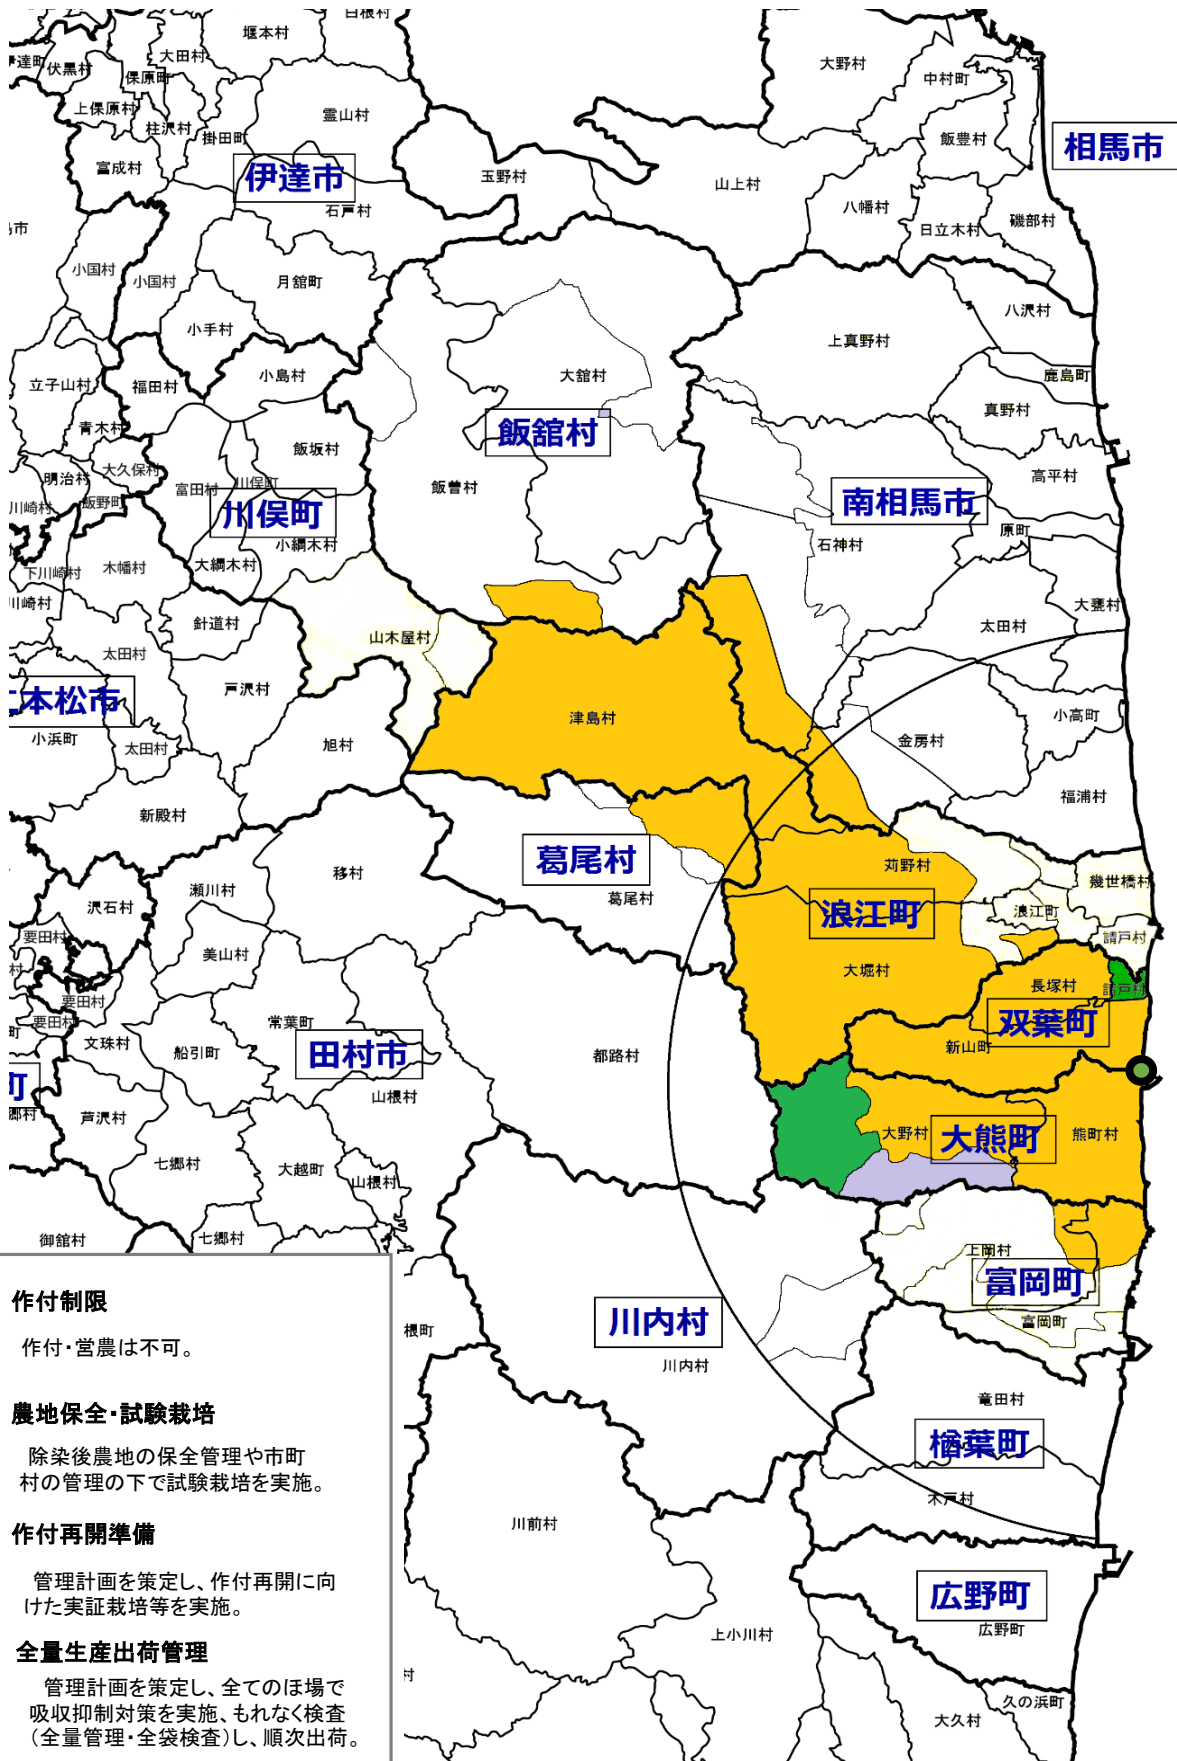 白根村
堰本村
大田村
伏黒村
保原町
上保原村
柱沢村
掛田町
霊山村
富成村
伊達市
石戸村
玉野村
大野村
中村町
飯豊村
相馬市
山上村
八幡村
日立木村
磯部村
小国村
小国村
月舘町
小手村
立子山村
福田村
小島村
青木村
飯坂村
大久保村
明治村
飯野町
富田村
川俣町
川俣町
小綱木村
大綱木村
川崎村
下川崎村
木幡村
川崎村
針道村
太田村
戸沢村
山木屋村
二本松市
小浜町
太田村
旭村
新殿村
大舘村
飯舘村
飯曽村
八沢村
上真野村
鹿島町
真野村
高平村
南相馬市
石神村
原町
大甕村
太田村
小高町
金房村
福浦村
津島村
葛尾村
葛尾村
苅野村
幾世橋村
浪江町
浪江町
請戸村
大堀村
長塚村
請戸村
双葉町
新山町
移村
瀬川村
沢石村
要田村
美山村
要田村
要田村
文珠村
常葉町
船引町
田村市
山根村
都路村
芦沢村
七郷村
大越町
山根村
七郷村
御舘村
大野村
大熊町
熊町村
上岡村
富岡町
富岡町
川内村
川内村
竜田村
楢葉町
木戸村
川前村
広野町
広野町
上小川村
久の浜町
大久村
作付制限
作付・営農は不可。
農地保全・試験栽培
除染後農地の保全管理や市町
村の管理の下で試験栽培を実施。
作付再開準備
管理計画を策定し、作付再開に向
けた実証栽培等を実施。
全量生産出荷管理
管理計画を策定し、全てのほ場で
吸収抑制対策を実施、もれなく検査
（全量管理・全袋検査）し、順次出荷。